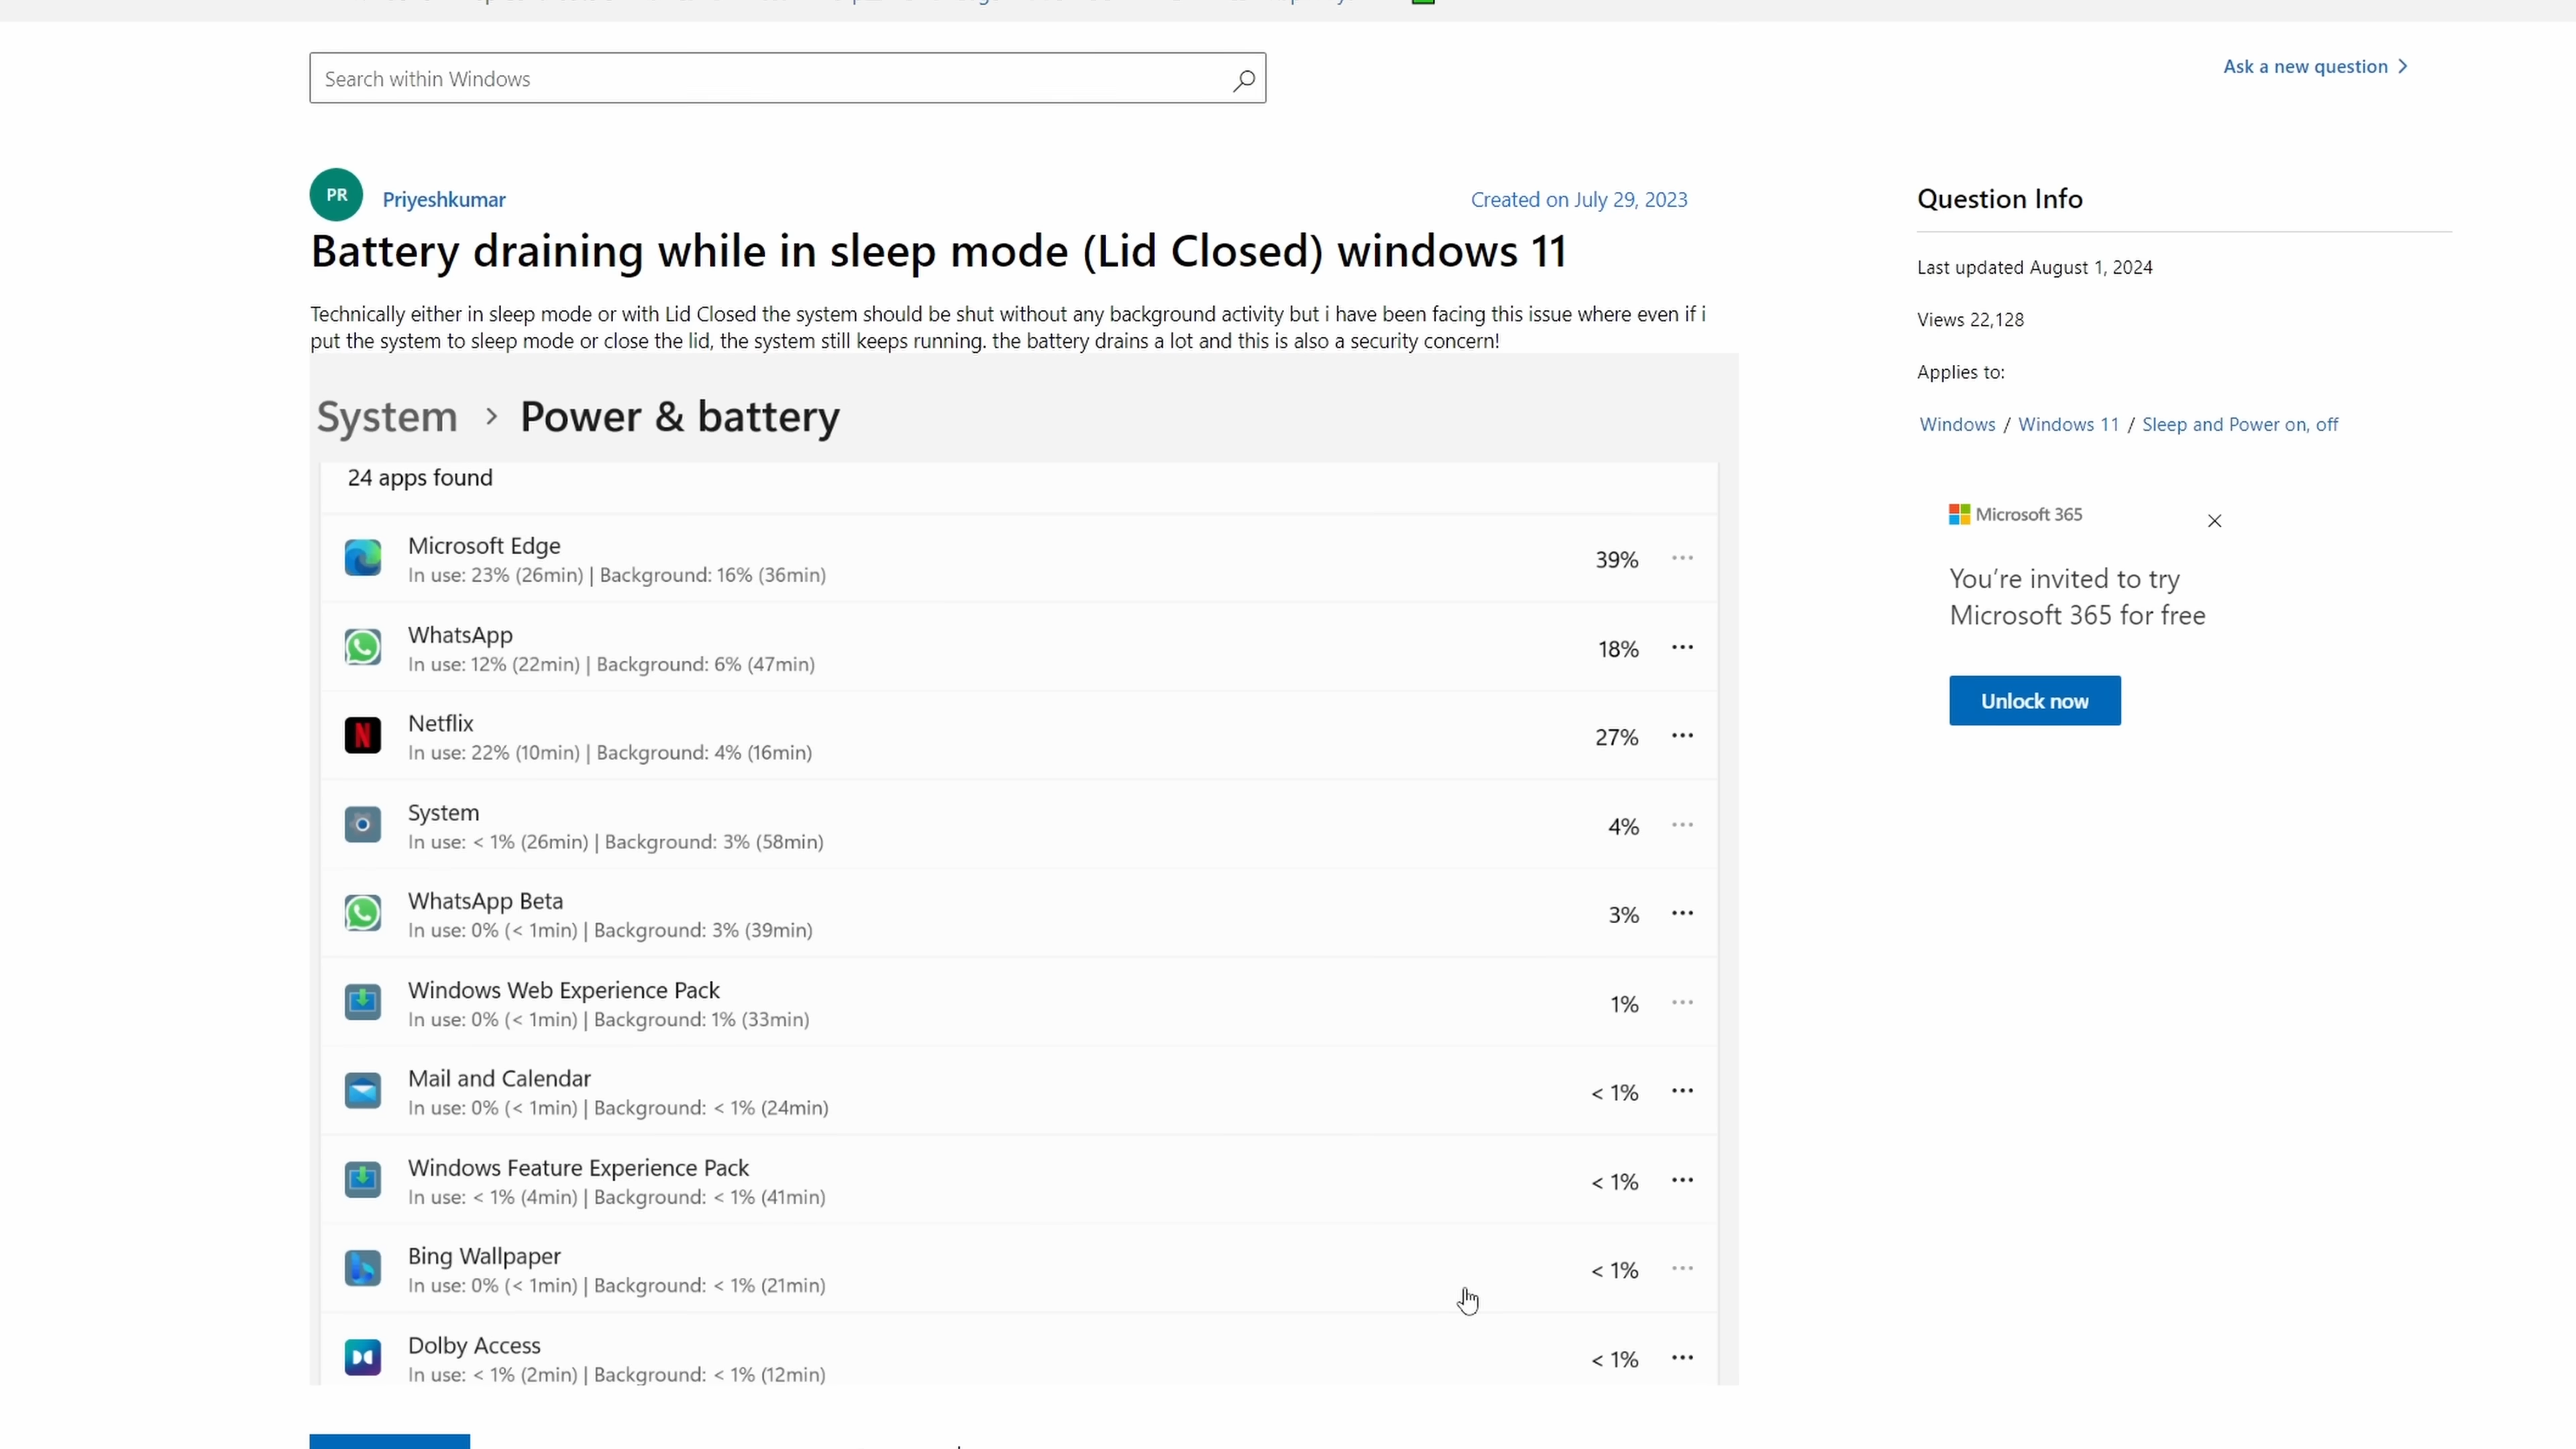 Search within Windows
Ask a new question
PR
Priyeshkumar
Created on July 29, 2023
Battery draining while in sleep mode (Lid Closed) windows 11
Technically either in sleep mode or with Lid Closed the system should be shut without any background activity but i have been facing this issue where even if i
put the system to sleep mode or close the lid, the system still keeps running. the battery drains a lot and this is also a security concern!
System > Power & battery
24 apps found
Microsoft Edge
In use: 23% (26min) | Background: 16% (36min)
39%
WhatsApp
In use: 12% (22min) | Background: 6% (47min)
18%
Netflix
In use: 22% (10min) | Background: 4% (16min)
27%
System
In use: < 1% (26min) | Background: 3% (58min)
4%
WhatsApp Beta
In use: 0% (< 1min) | Background: 3% (39min)
3%
Windows Web Experience Pack
In use: 0% (< 1min) | Background: 1% (33min)
1%
Mail and Calendar
In use: 0% (< 1min) | Background: < 1% (24min)
< 1%
Windows Feature Experience Pack
In use: < 1% (4min) | Background: < 1% (41min)
< 1%
Bing Wallpaper
In use: 0% (< 1min) | Background: < 1% (21min)
< 1%
Dolby Access
In use: < 1% (2min) | Background: < 1% (12min)
< 1%
Question Info
Last updated August 1, 2024
Views 22,128
Applies to:
Windows / Windows 11 / Sleep and Power on, off
Microsoft 365
You're invited to try
Microsoft 365 for free
Unlock now